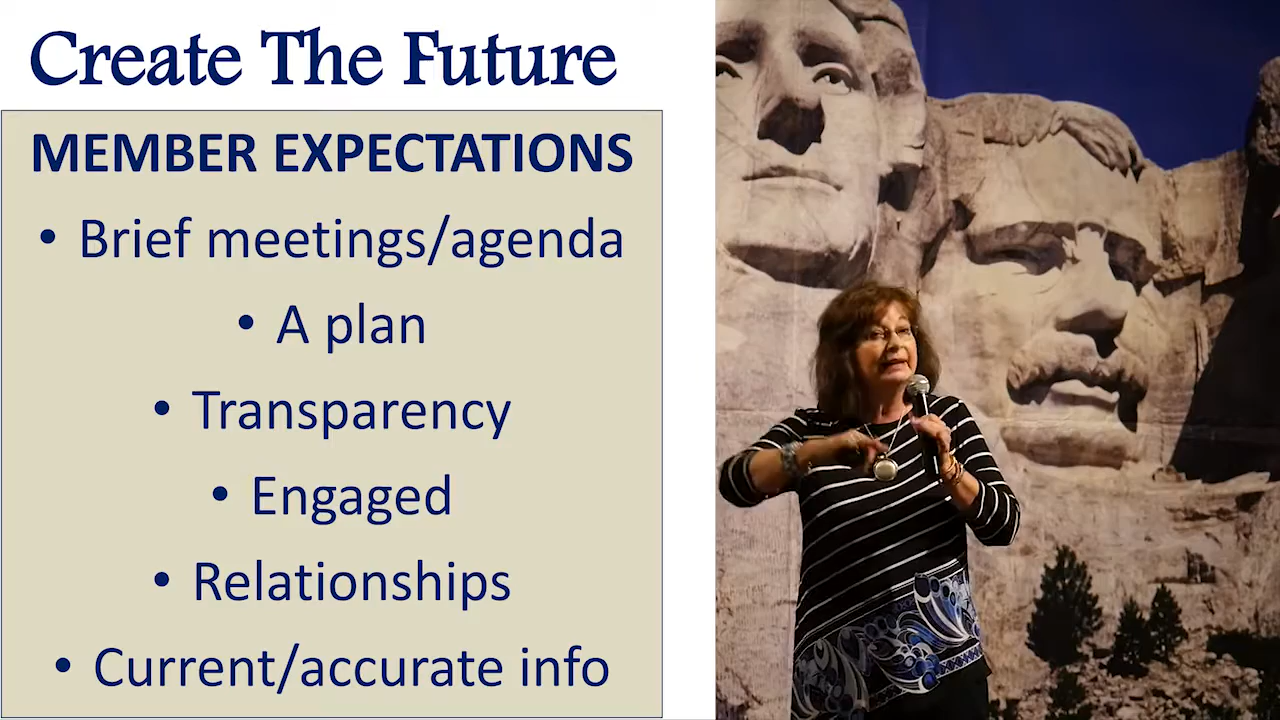 Create The Future
MEMBER EXPECTATIONS
• Brief meetings/agenda
• A plan
• Transparency
• Engaged
• Relationships
• Current/accurate info